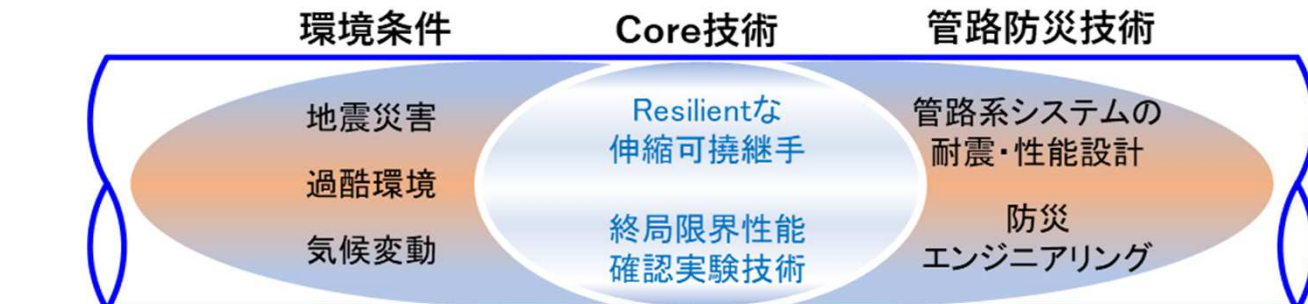 環境条件
Core技術
管路防災技術
地震災害
過酷環境
気候変動
Resilientな
伸縮可撓継手
終局限界性能
確認実験技術
管路系システムの
耐震・性能設計
防災
エンジニアリング